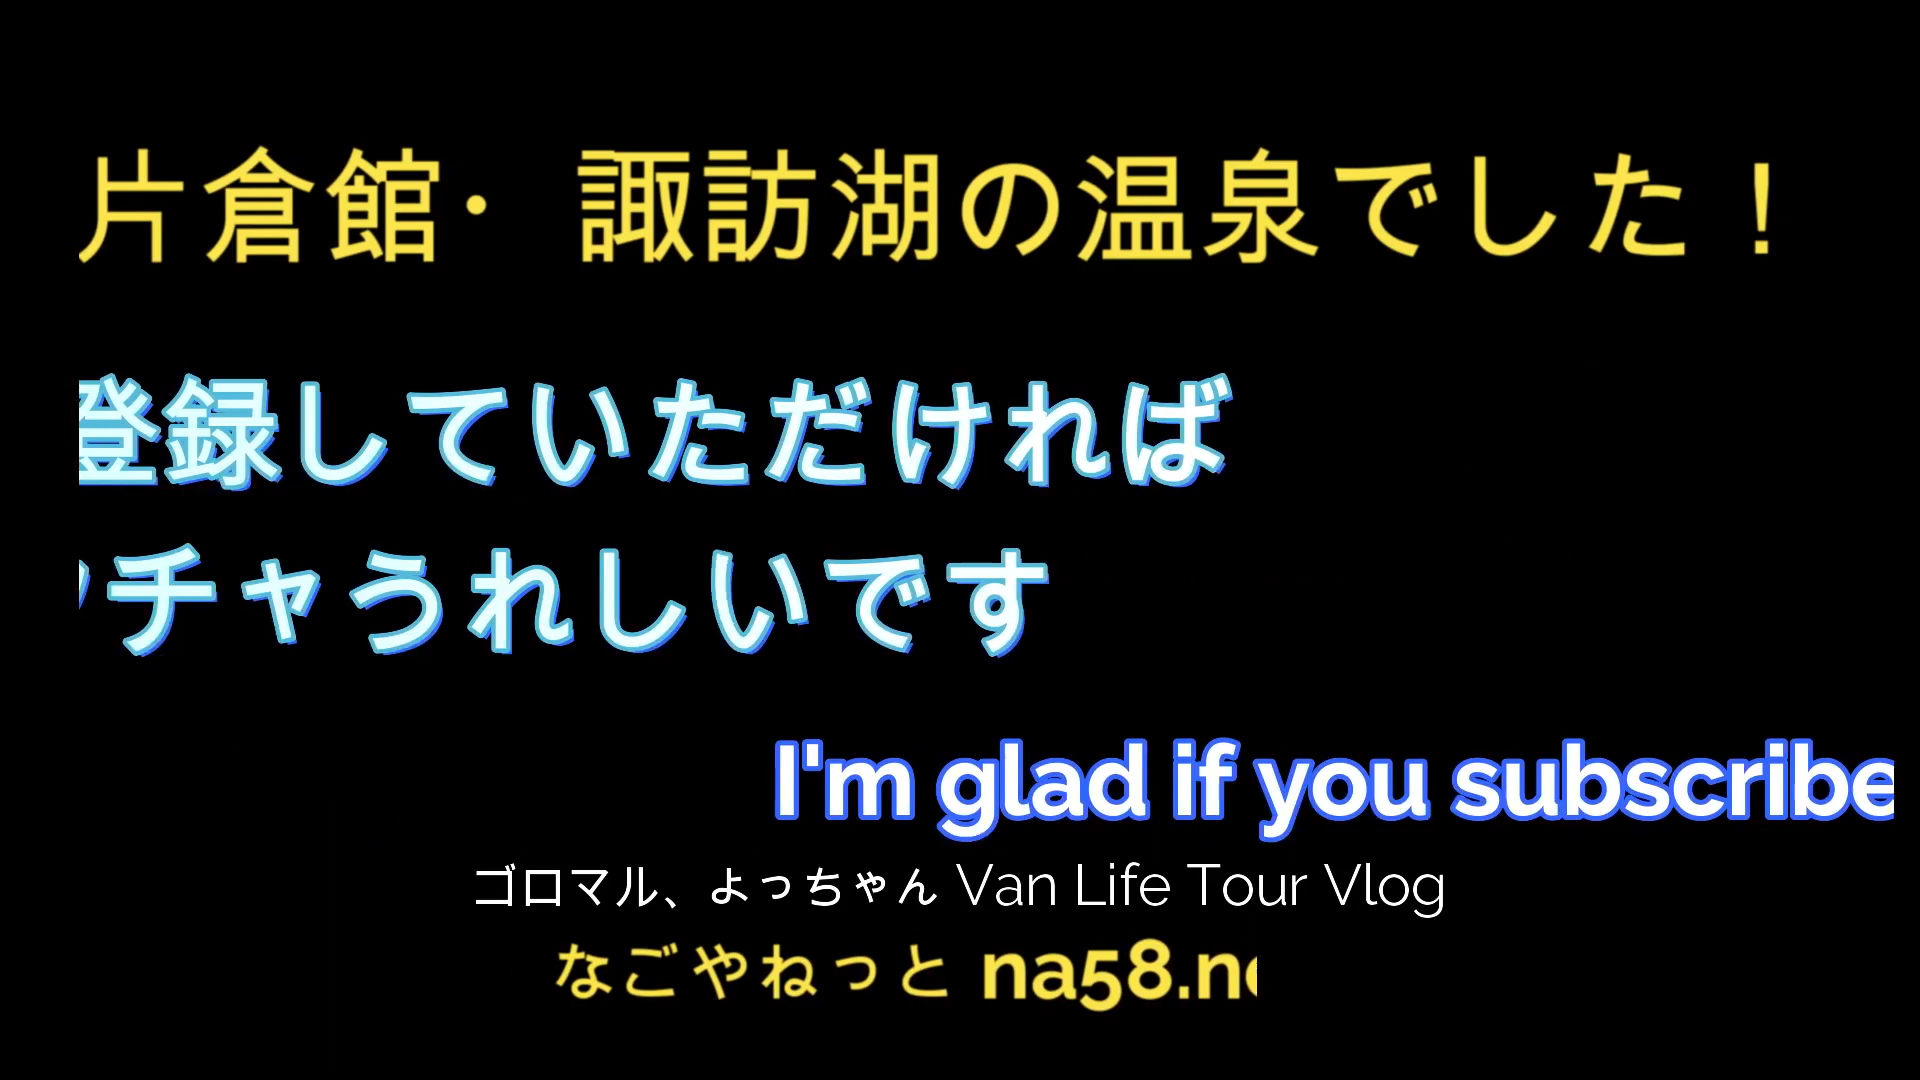 片倉館・諏訪湖の温泉でした！
登録していただければ
チャうれしいです
I'm glad if you subscribe
ゴロマル、よっちゃん Van Life Tour Vlog
なごやねっと na58.n